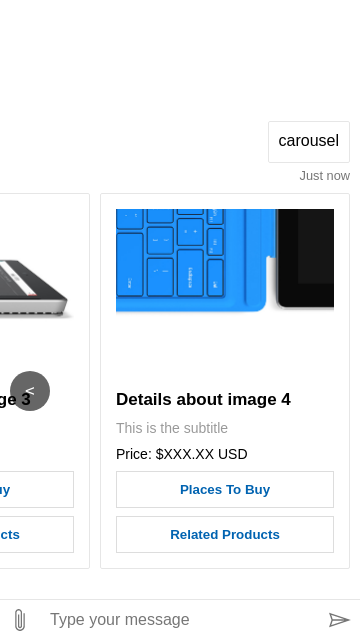 carousel
Just now
<
ge 3
uy
cts
Details about image 4
This is the subtitle
Price: $XXX.XX USD
Places To Buy
Related Products
Type your message